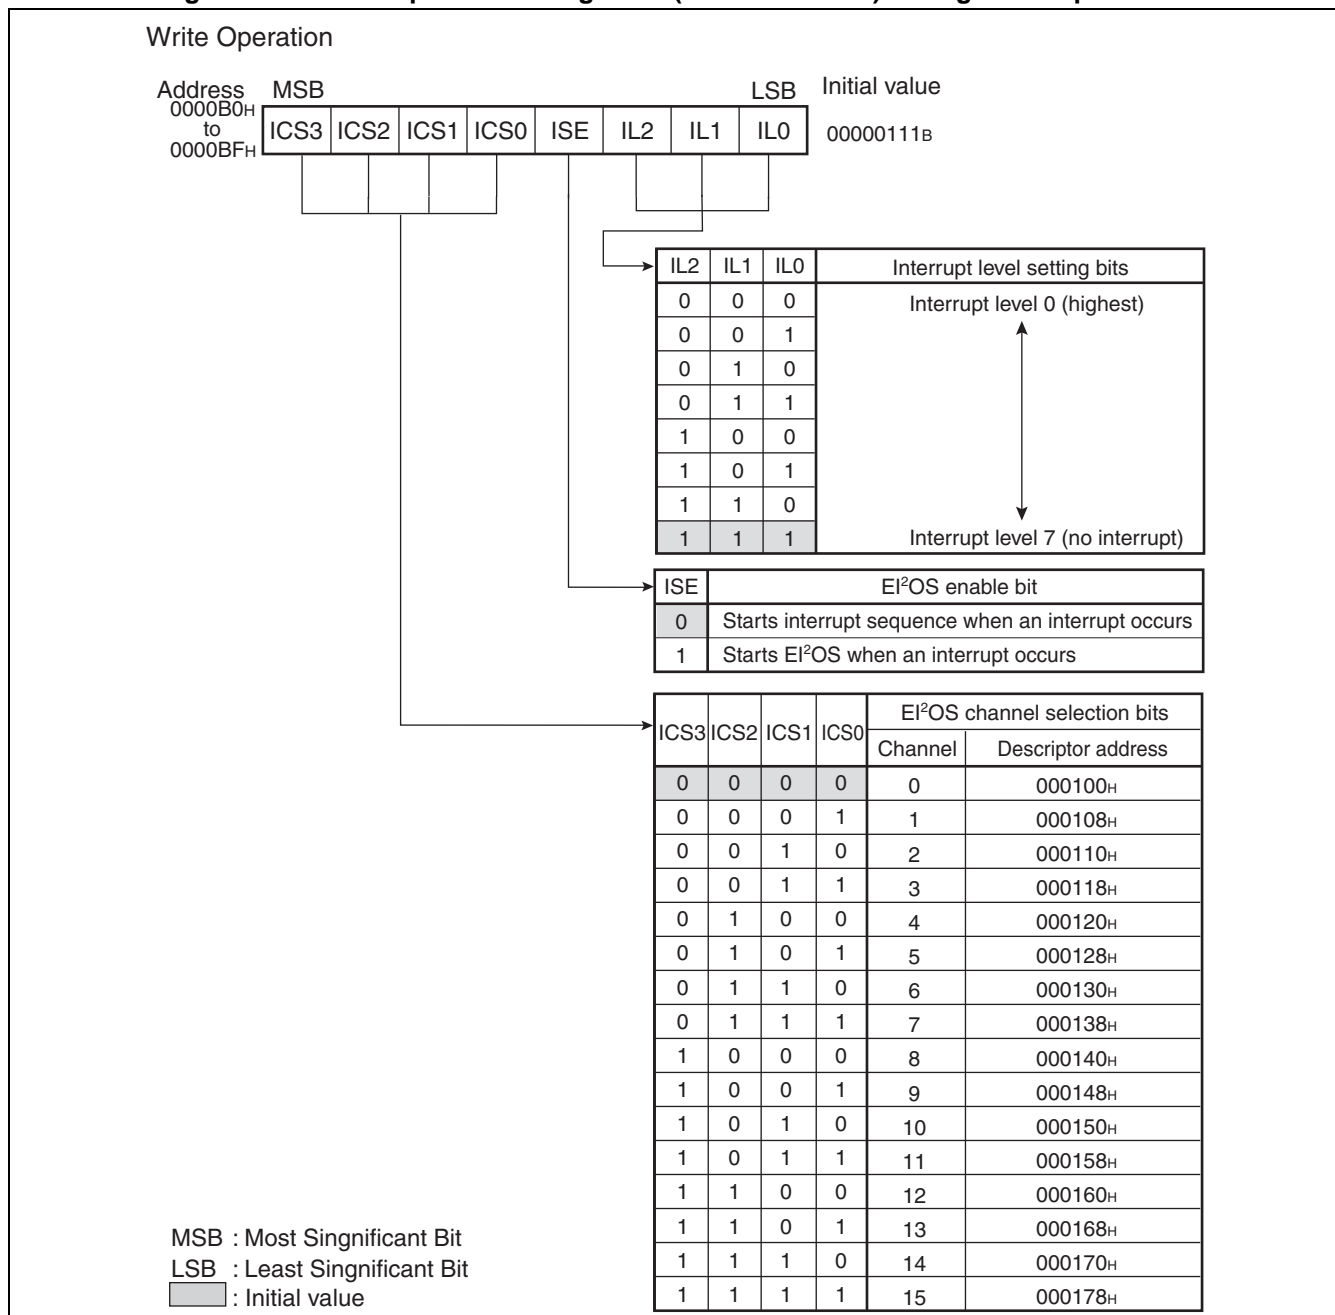 Write Operation
Address MSB LSB Initial value
0000B0H
to
0000BFH
ICS3 ICS2 ICS1 ICS0 ISE IL2 IL1 IL0 00000111B
IL2 IL1 IL0 Interrupt level setting bits
0 0 0 Interrupt level 0 (highest)
0 0 1
0 1 0
0 1 1
1 0 0
1 0 1
1 1 0
1 1 1 Interrupt level 7 (no interrupt)
ISE EI²OS enable bit
0 Starts interrupt sequence when an interrupt occurs
1 Starts EI²OS when an interrupt occurs
ICS3 ICS2 ICS1 ICS0 EI²OS channel selection bits
Channel Descriptor address
0 0 0 0 0 000100H
0 0 0 1 1 000108H
0 0 1 0 2 000110H
0 0 1 1 3 000118H
0 1 0 0 4 000120H
0 1 0 1 5 000128H
0 1 1 0 6 000130H
0 1 1 1 7 000138H
1 0 0 0 8 000140H
1 0 0 1 9 000148H
1 0 1 0 10 000150H
1 0 1 1 11 000158H
1 1 0 0 12 000160H
1 1 0 1 13 000168H
1 1 1 0 14 000170H
1 1 1 1 15 000178H
MSB : Most Singnificant Bit
LSB : Least Singnificant Bit
: Initial value